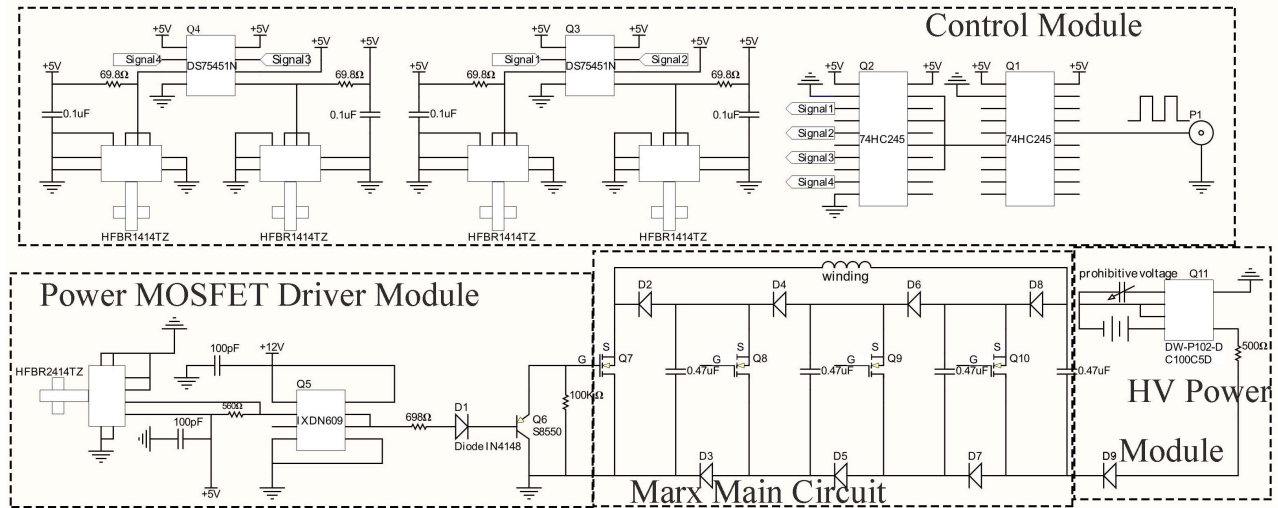 Control Module
Q4
+5V
+5V
+5V
+5V
Signal4
Signal3
DS75451N
+5V
69.8Ω
69.8Ω
0.1uF
0.1uF
HFBR1414TZ
HFBR1414TZ
Q3
+5V
+5V
+5V
+5V
Signal1
Signal2
DS75451N
+5V
69.8Ω
69.8Ω
0.1uF
0.1uF
HFBR1414TZ
HFBR1414TZ
Q2
+5V
+5V
Signal1
Signal2
Signal3
Signal4
74HC245
Q1
+5V
+5V
74HC245
P1
Power MOSFET Driver Module
HFBR2414TZ
100pF
+12V
Q5
IXDN609
560Ω
100pF
+5V
698Ω
D1
Diode IN4148
Q6
S8550
100KΩ
winding
D2
D4
D6
D8
S
G
Q7
0.47uF
S
G
Q8
0.47uF
S
G
Q9
0.47uF
S
G
Q10
0.47uF
D3
D5
D7
Marx Main Circuit
prohibitive voltage
Q11
DW-P102-D
C100C5D
500Ω
HV Power
Module
D9